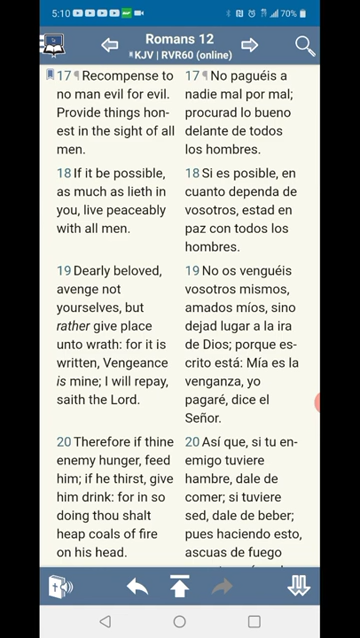 5:10
70%
Romans 12
KJV | RVR60 (online)
17 ¶ Recompense to
no man evil for evil.
Provide things hon-
est in the sight of all
men.
17 ¶ No paguéis a
nadie mal por mal;
procurad lo bueno
delante de todos
los hombres.
18 If it be possible,
as much as lieth in
you, live peaceably
with all men.
18 Si es posible, en
cuanto dependa de
vosotros, estad en
paz con todos los
hombres.
19 Dearly beloved,
avenge not
yourselves, but
rather give place
unto wrath: for it is
written, Vengeance
is mine; I will repay,
saith the Lord.
19 No os venguéis
vosotros mismos,
amados míos, sino
dejad lugar a la ira
de Dios; porque es-
crito está: Mía es la
venganza, yo
pagaré, dice el
Señor.
20 Therefore if thine
enemy hunger, feed
him; if he thirst, give
him drink: for in so
doing thou shalt
heap coals of fire
on his head.
20 Así que, si tu en-
emigo tuviere
hambre, dale de
comer; si tuviere
sed, dale de beber;
pues haciendo esto,
ascuas de fuego